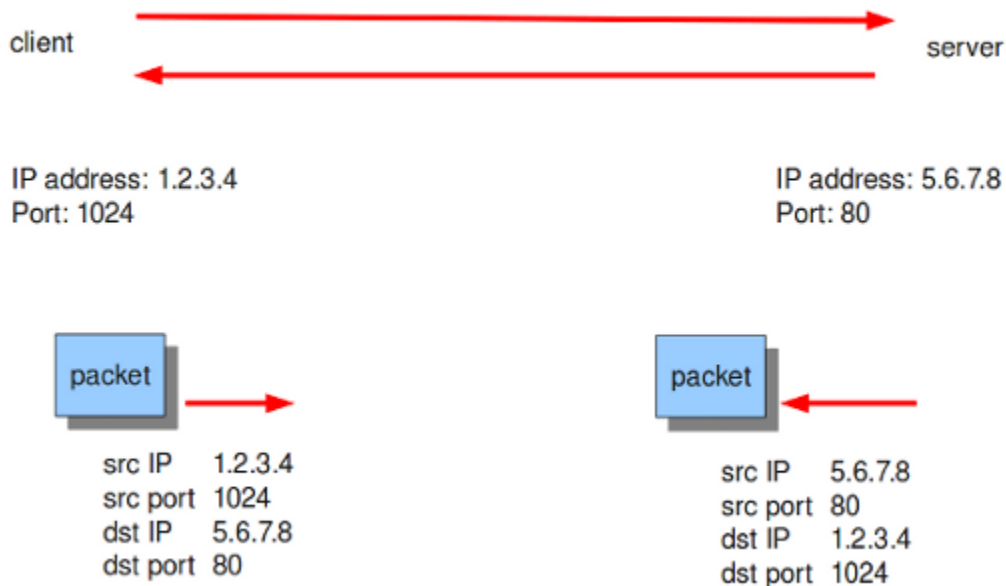 client
server
IP address: 1.2.3.4
Port: 1024
IP address: 5.6.7.8
Port: 80
packet
src IP 1.2.3.4
src port 1024
dst IP 5.6.7.8
dst port 80
packet
src IP 5.6.7.8
src port 80
dst IP 1.2.3.4
dst port 1024